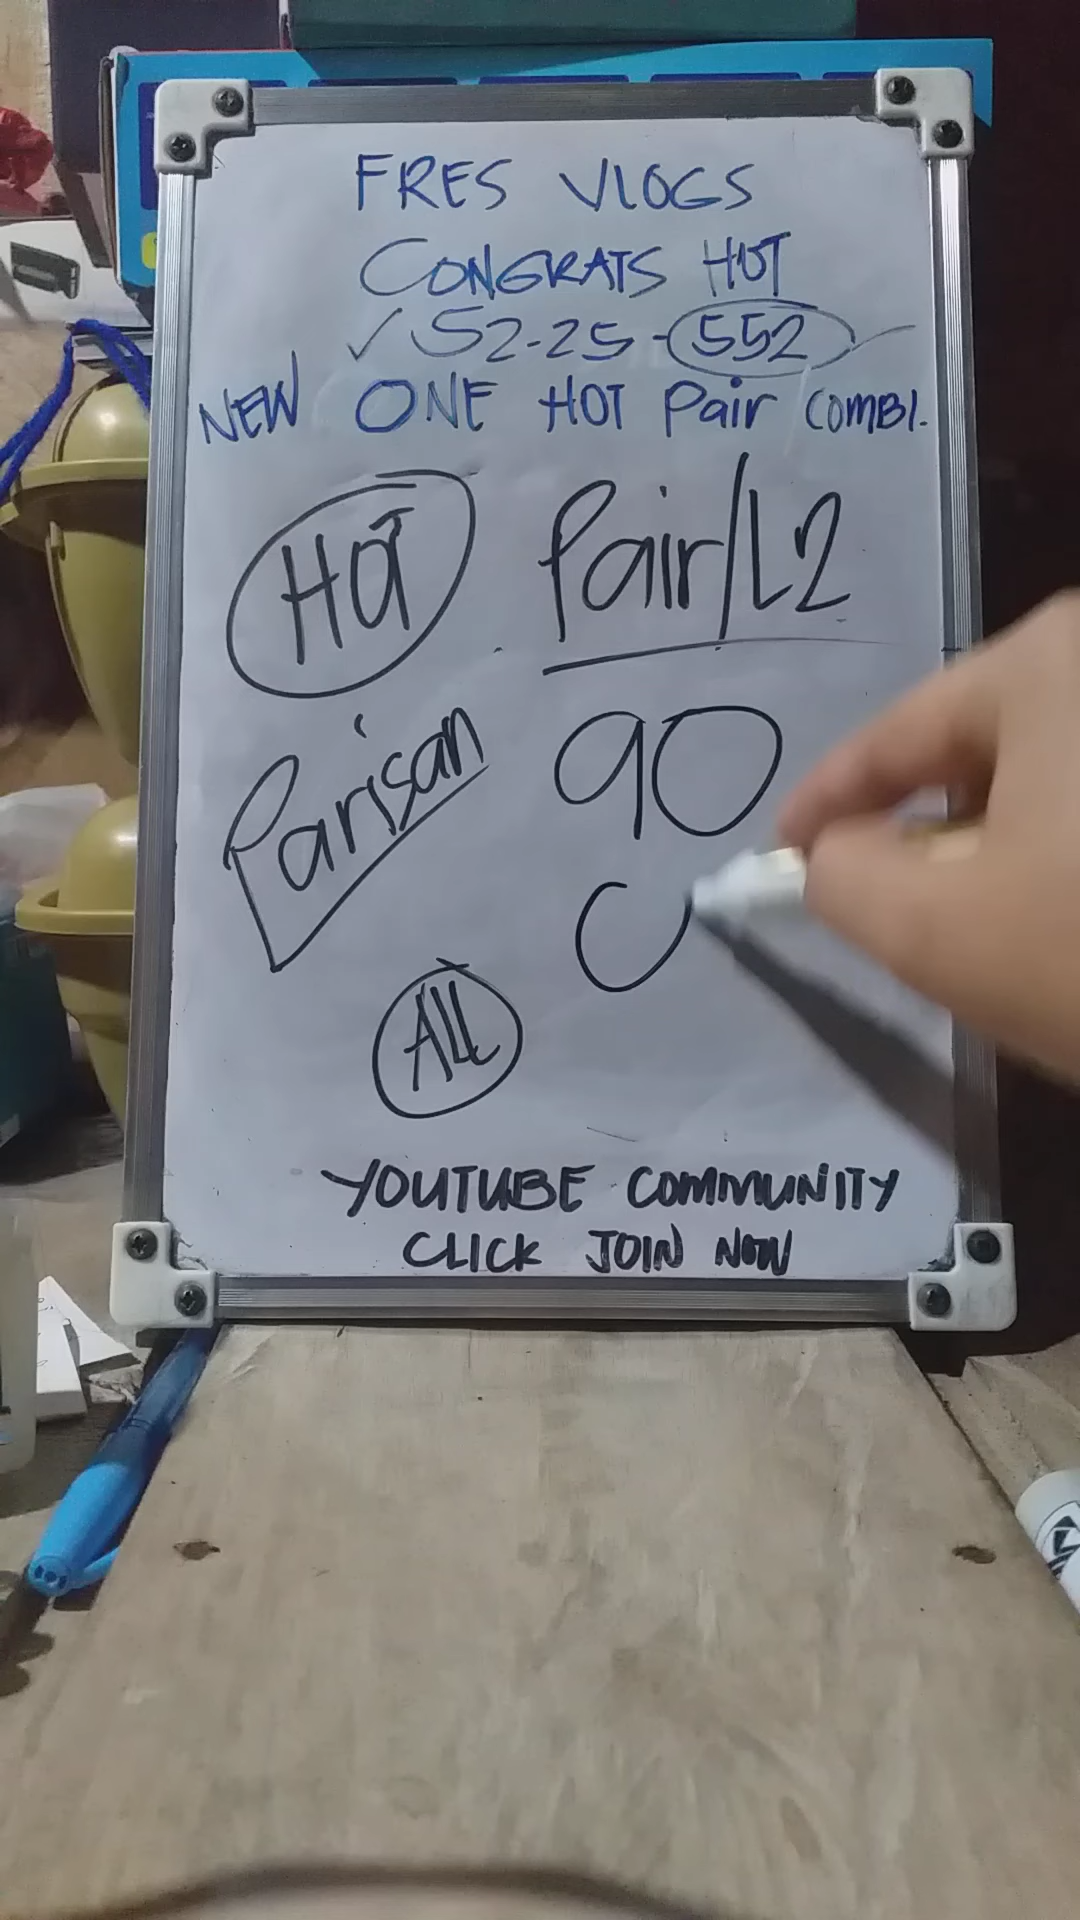 FRES VLOGS
CONGRATS HOT
✓ 52-25-552
NEW ONE HOT Pair COMBI.
HOT Pair/L2
Parisan 90
ALL
YOUTUBE COMMUNITY
CLICK JOIN NOW